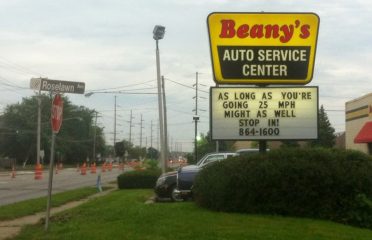 Roselawn Ave
Beany's
AUTO SERVICE
CENTER
AS LONG AS YOU'RE
GOING 25 MPH
MIGHT AS WELL
STOP IN!
864-1600